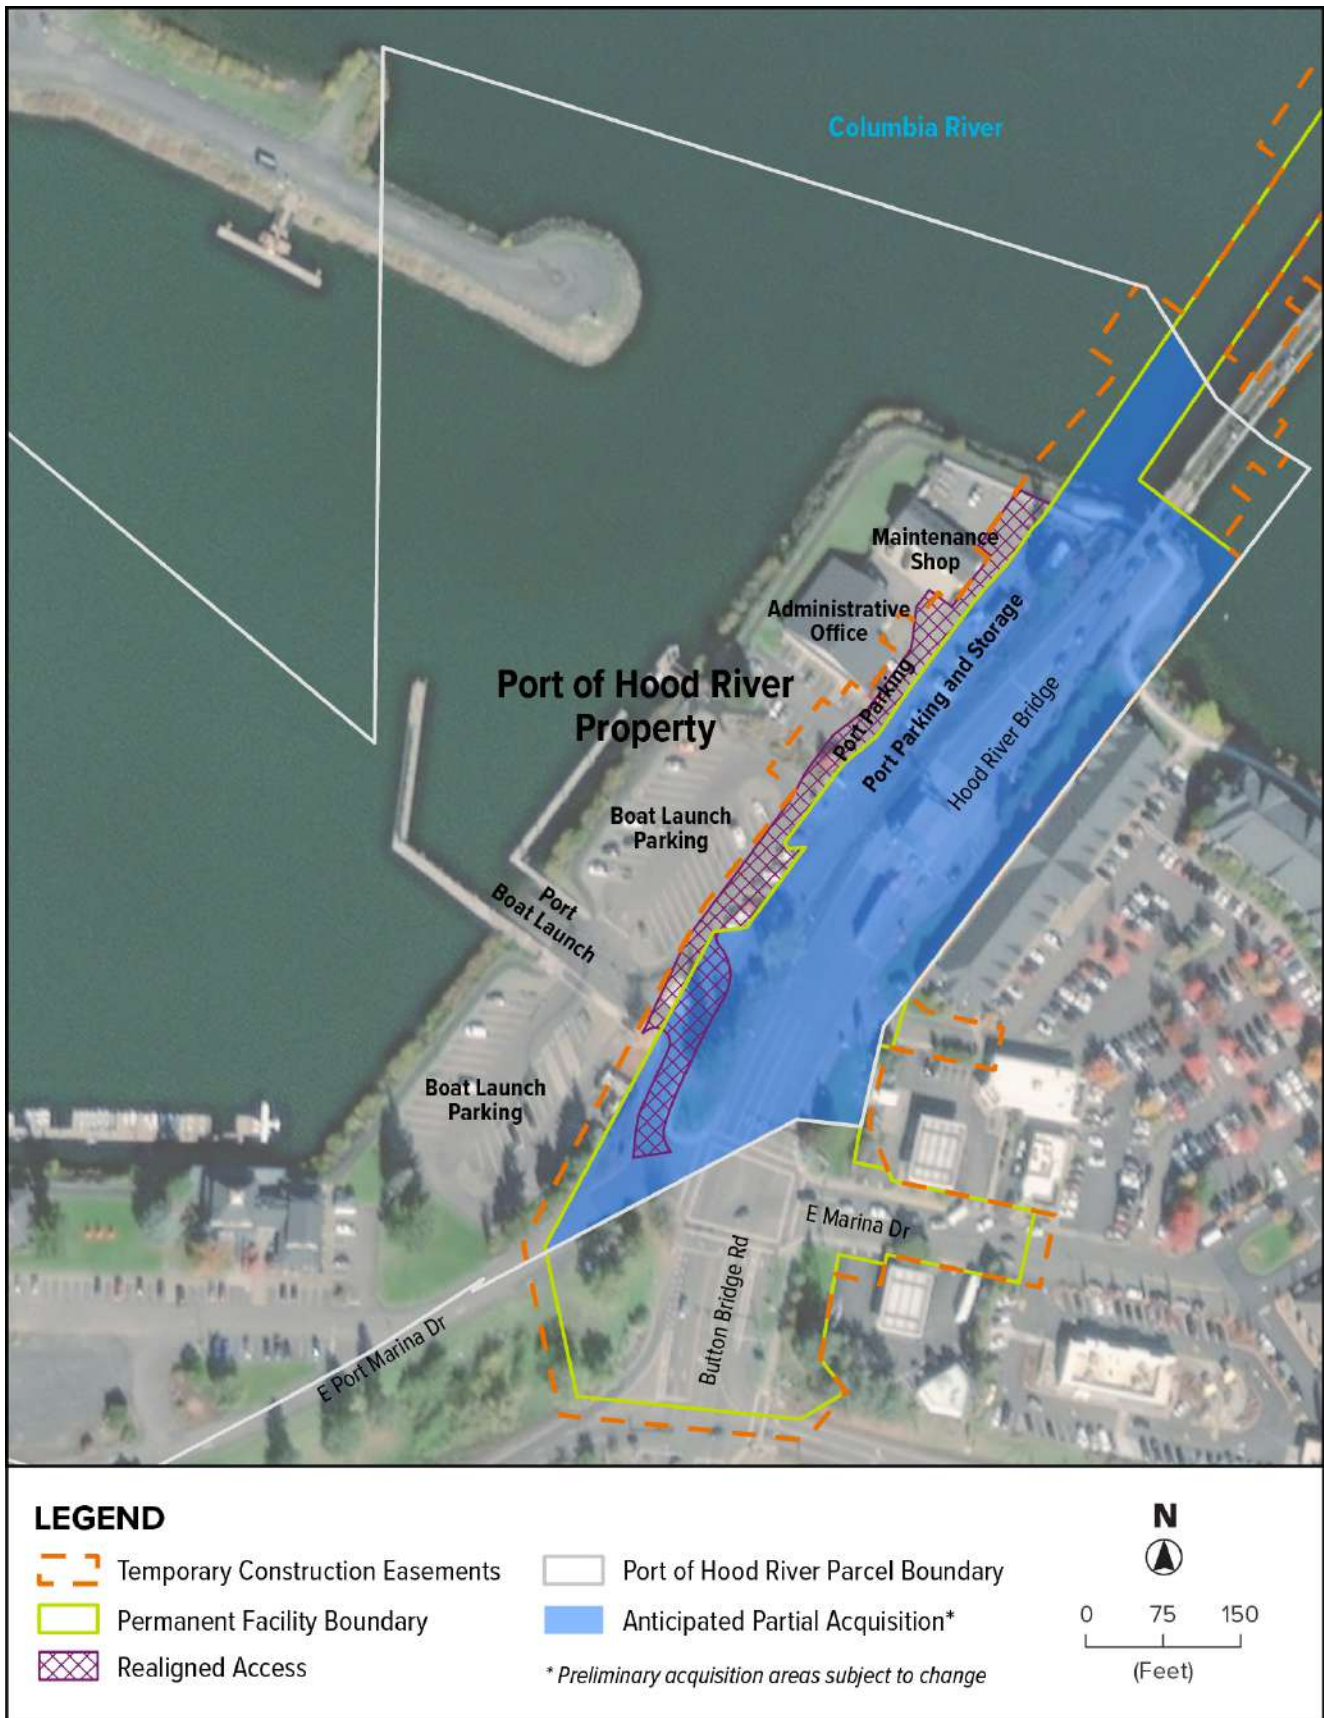 Columbia River
Maintenance
Shop
Administrative
Office
Port of Hood River
Property
Port Parking
Port Parking and Storage
Hood River Bridge
Boat Launch
Parking
Port
Boat Launch
Boat Launch
Parking
E Marina Dr
Button Bridge Rd
E Port Marina Dr
LEGEND
Temporary Construction Easements
Permanent Facility Boundary
Realigned Access
Port of Hood River Parcel Boundary
Anticipated Partial Acquisition*
* Preliminary acquisition areas subject to change
N
0 75 150
(Feet)